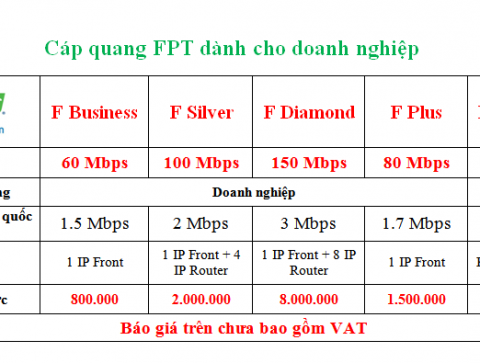 Cáp quang FPT dành cho doanh nghiệp
F Business F Silver F Diamond F Plus
60 Mbps 100 Mbps 150 Mbps 80 Mbps
Doanh nghiệp
quốc
1.5 Mbps 2 Mbps 3 Mbps 1.7 Mbps
1 IP Front 1 IP Front + 4 1 IP Front + 8 IP 1 IP Front
IP Router Router
800.000 2.000.000 8.000.000 1.500.000
Báo giá trên chưa bao gồm VAT